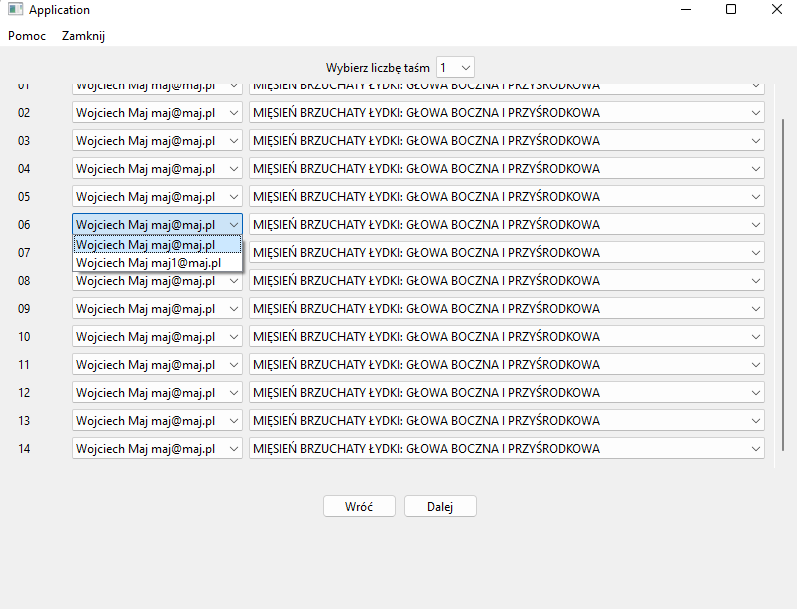 Application
Pomoc Zamknij
Wybierz liczbę taśm 1
01 Wojciech Maj maj@maj.pl MIĘSIEŃ BRZUCHATY ŁYDKI: GŁOWA BOCZNA I PRZYŚRODKOWA
02 Wojciech Maj maj@maj.pl MIĘSIEŃ BRZUCHATY ŁYDKI: GŁOWA BOCZNA I PRZYŚRODKOWA
03 Wojciech Maj maj@maj.pl MIĘSIEŃ BRZUCHATY ŁYDKI: GŁOWA BOCZNA I PRZYŚRODKOWA
04 Wojciech Maj maj@maj.pl MIĘSIEŃ BRZUCHATY ŁYDKI: GŁOWA BOCZNA I PRZYŚRODKOWA
05 Wojciech Maj maj@maj.pl MIĘSIEŃ BRZUCHATY ŁYDKI: GŁOWA BOCZNA I PRZYŚRODKOWA
06 Wojciech Maj maj@maj.pl MIĘSIEŃ BRZUCHATY ŁYDKI: GŁOWA BOCZNA I PRZYŚRODKOWA
Wojciech Maj maj@maj.pl
07 MIĘSIEŃ BRZUCHATY ŁYDKI: GŁOWA BOCZNA I PRZYŚRODKOWA
Wojciech Maj maj1@maj.pl
08 Wojciech Maj maj@maj.pl MIĘSIEŃ BRZUCHATY ŁYDKI: GŁOWA BOCZNA I PRZYŚRODKOWA
09 Wojciech Maj maj@maj.pl MIĘSIEŃ BRZUCHATY ŁYDKI: GŁOWA BOCZNA I PRZYŚRODKOWA
10 Wojciech Maj maj@maj.pl MIĘSIEŃ BRZUCHATY ŁYDKI: GŁOWA BOCZNA I PRZYŚRODKOWA
11 Wojciech Maj maj@maj.pl MIĘSIEŃ BRZUCHATY ŁYDKI: GŁOWA BOCZNA I PRZYŚRODKOWA
12 Wojciech Maj maj@maj.pl MIĘSIEŃ BRZUCHATY ŁYDKI: GŁOWA BOCZNA I PRZYŚRODKOWA
13 Wojciech Maj maj@maj.pl MIĘSIEŃ BRZUCHATY ŁYDKI: GŁOWA BOCZNA I PRZYŚRODKOWA
14 Wojciech Maj maj@maj.pl MIĘSIEŃ BRZUCHATY ŁYDKI: GŁOWA BOCZNA I PRZYŚRODKOWA
Wróć Dalej